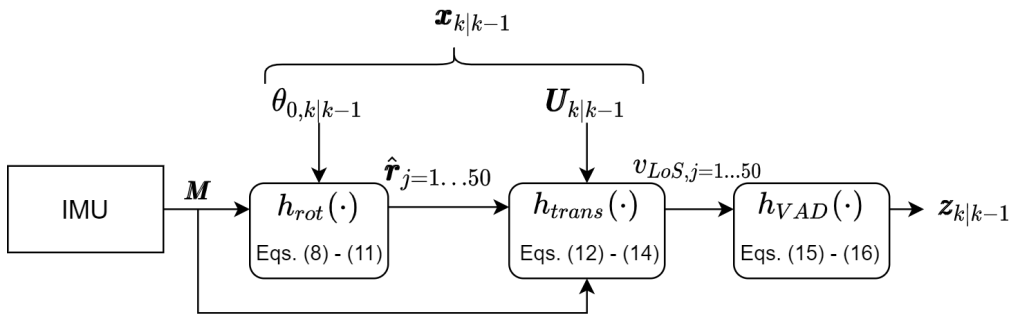 x_{k|k−1}
θ_{0,k|k−1}
U_{k|k−1}
IMU
M
h_{rot}(·)
Eqs. (8) - (11)
r̂_{j=1…50}
h_{trans}(·)
Eqs. (12) - (14)
v_{LoS,j=1…50}
h_{VAD}(·)
Eqs. (15) - (16)
z_{k|k−1}